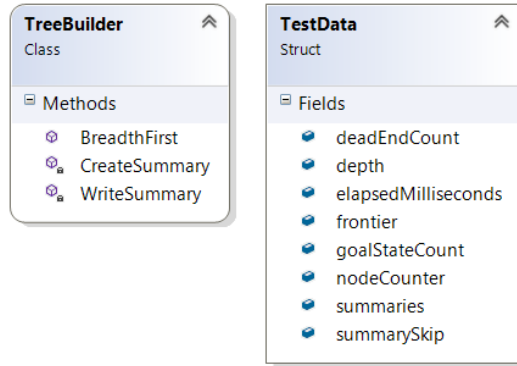 TreeBuilder
Class
Methods
BreadthFirst
CreateSummary
WriteSummary
TestData
Struct
Fields
deadEndCount
depth
elapsedMilliseconds
frontier
goalStateCount
nodeCounter
summaries
summarySkip